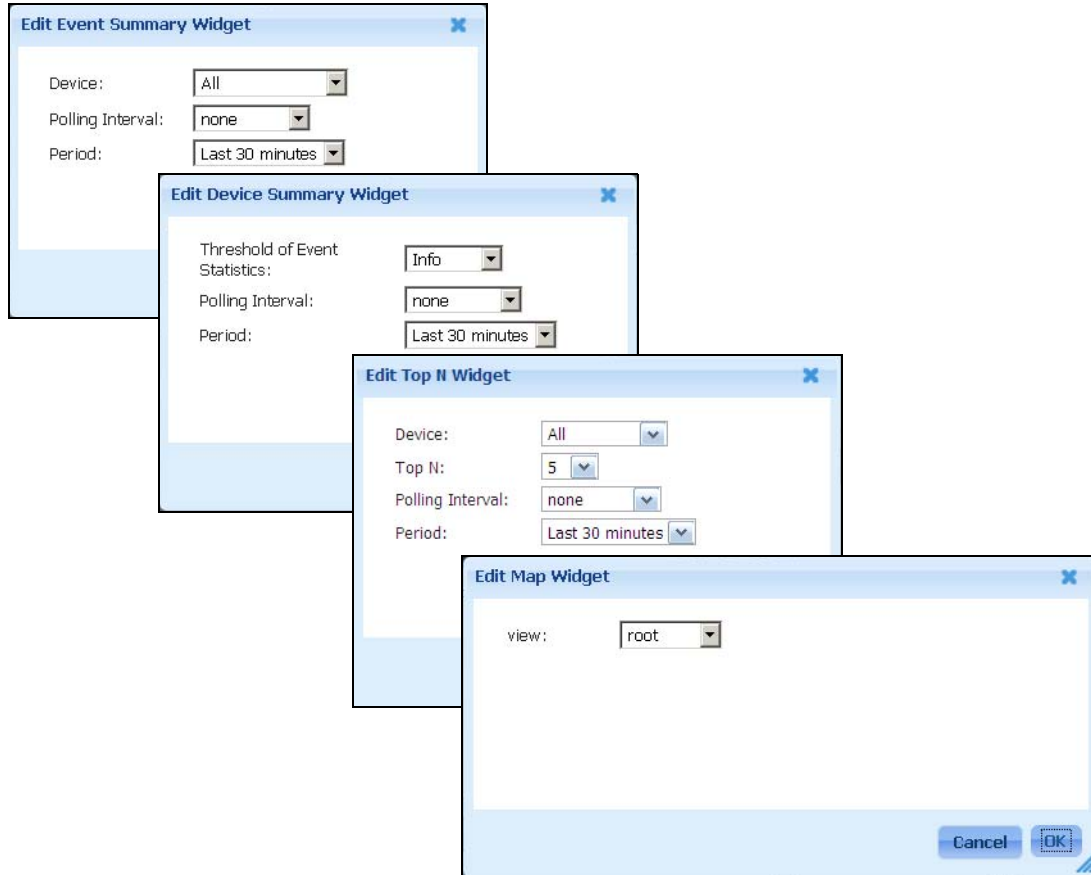 Edit Event Summary Widget
Device: All
Polling Interval: none
Period: Last 30 minutes
Edit Device Summary Widget
Threshold of Event
Statistics: Info
Polling Interval: none
Period: Last 30 minutes
Edit Top N Widget
Device: All
Top N: 5
Polling Interval: none
Period: Last 30 minutes
Edit Map Widget
view: root
Cancel OK